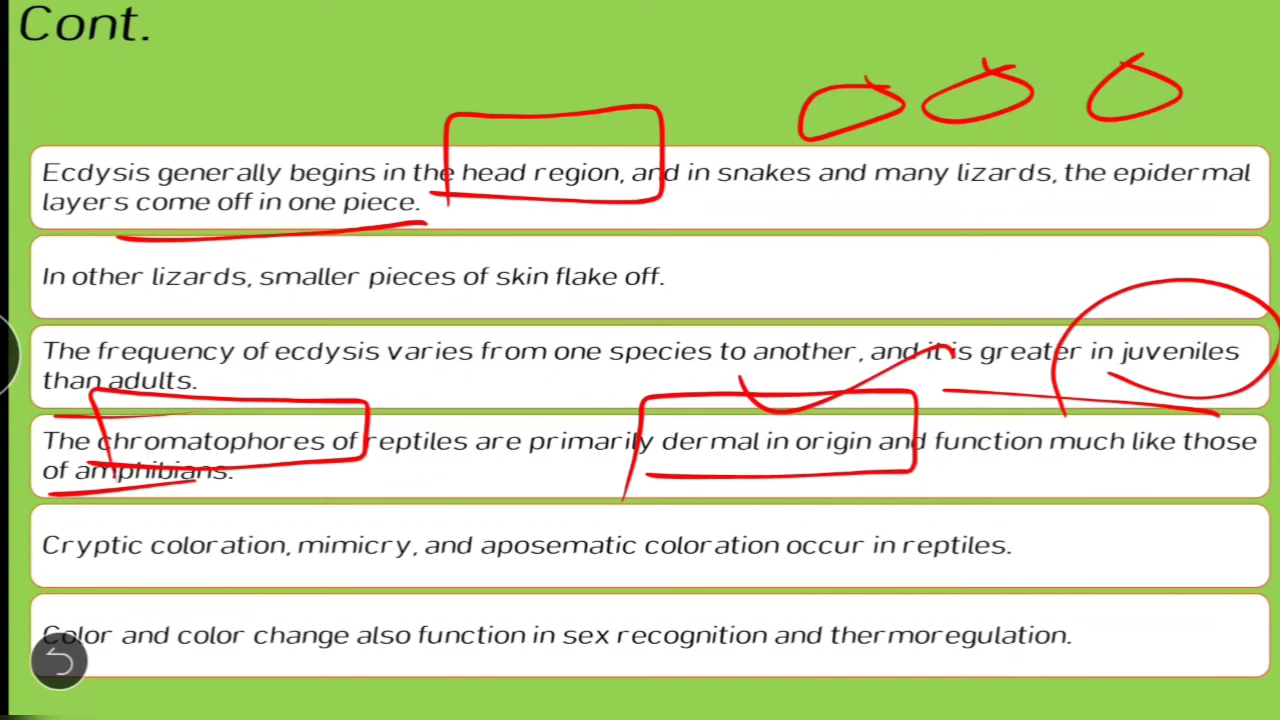 Cont.
Ecdysis generally begins in the head region, and in snakes and many lizards, the epidermal
layers come off in one piece.
In other lizards, smaller pieces of skin flake off.
The frequency of ecdysis varies from one species to another, and it is greater in juveniles
than adults.
The chromatophores of reptiles are primarily dermal in origin and function much like those
of amphibians.
Cryptic coloration, mimicry, and aposematic coloration occur in reptiles.
Color and color change also function in sex recognition and thermoregulation.